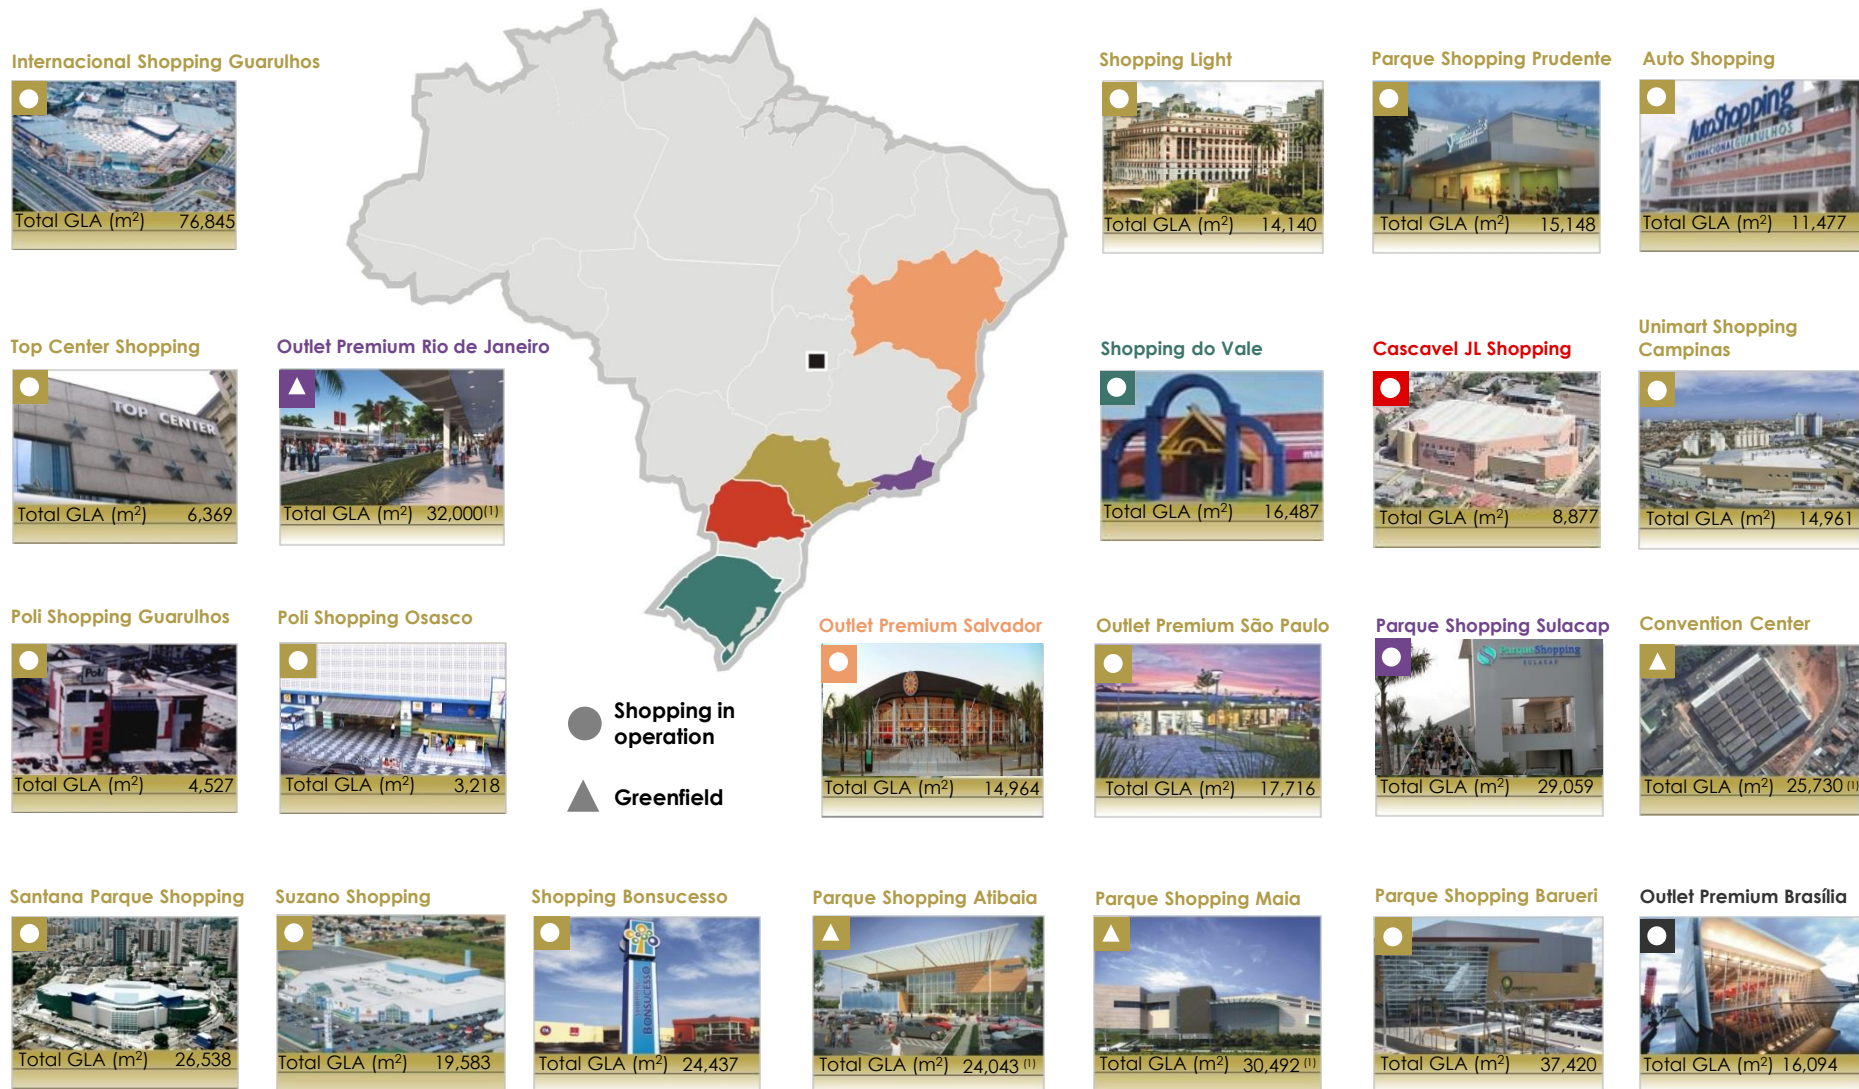 Internacional Shopping Guarulhos
Total GLA (m²) 76,845
Shopping Light
Total GLA (m²) 14,140
Parque Shopping Prudente
Total GLA (m²) 15,148
Auto Shopping
AutoShopping
INTERNACIONAL GUARULHOS
Total GLA (m²) 11,477
Top Center Shopping
TOP CENTER
Total GLA (m²) 6,369
Outlet Premium Rio de Janeiro
Total GLA (m²) 32,000(1)
Shopping do Vale
Total GLA (m²) 16,487
Cascavel JL Shopping
Total GLA (m²) 8,877
Unimart Shopping
Campinas
Total GLA (m²) 14,961
Poli Shopping Guarulhos
Poli
Total GLA (m²) 4,527
Poli Shopping Osasco
Total GLA (m²) 3,218
Shopping in
operation
Greenfield
Outlet Premium Salvador
Total GLA (m²) 14,964
Outlet Premium São Paulo
Total GLA (m²) 17,716
Parque Shopping Sulacap
ParqueShopping
SULACAP
Total GLA (m²) 29,059
Convention Center
Total GLA (m²) 25,730 (1)
Santana Parque Shopping
Total GLA (m²) 26,538
Suzano Shopping
Total GLA (m²) 19,583
Shopping Bonsucesso
BONSUCESSO
Total GLA (m²) 24,437
Parque Shopping Atibaia
Total GLA (m²) 24,043 (1)
Parque Shopping Maia
Total GLA (m²) 30,492 (1)
Parque Shopping Barueri
Total GLA (m²) 37,420
Outlet Premium Brasília
Total GLA (m²) 16,094